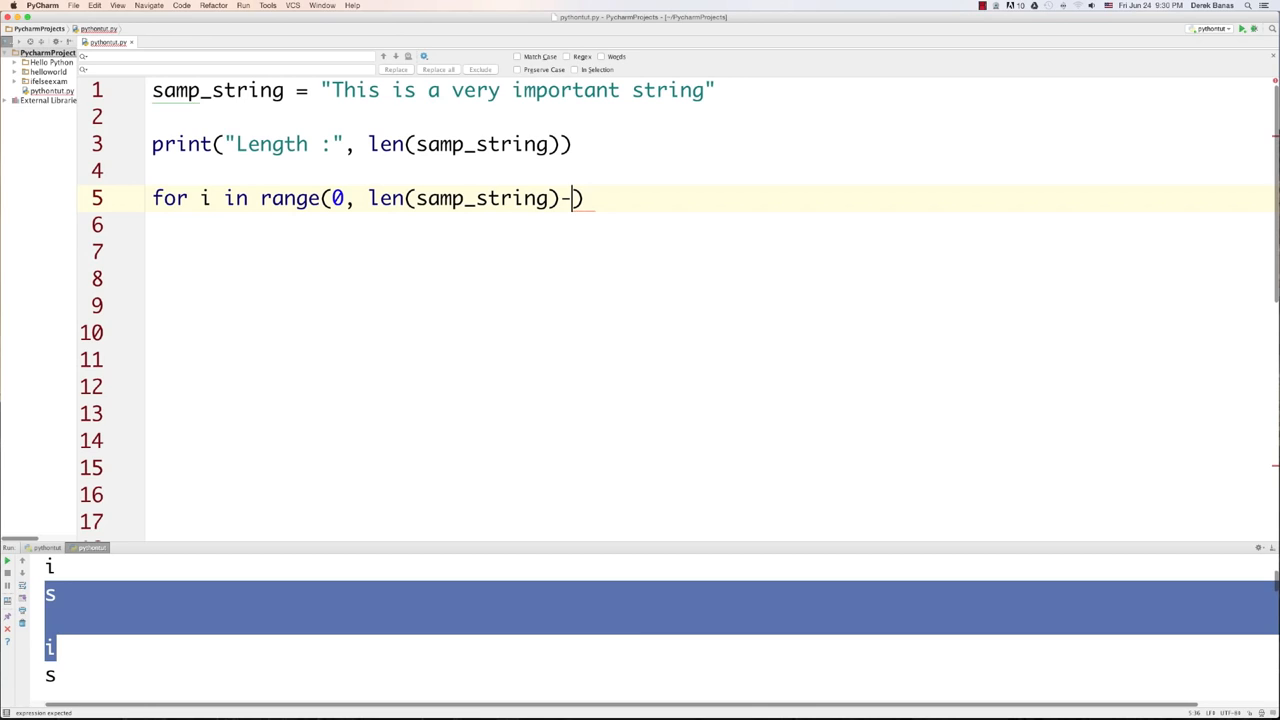 PyCharm File Edit View Navigate Code Refactor Run Tools VCS Window Help 10 Fri Jun 24 9:30 PM Derek Banas
pythontut.py - PycharmProjects - [~/PycharmProjects]
PycharmProjects pythontut.py pythontut
pythontut.py
PycharmProject
Hello Python
helloworld
ifelseexam
pythontut.py
External Librarie
Match Case Regex Words
Replace Replace all Exclude Preserve Case In Selection
1 samp_string = "This is a very important string"
2
3 print("Length :", len(samp_string))
4
5 for i in range(0, len(samp_string)-)
6
7
8
9
10
11
12
13
14
15
16
17
Run: pythontut pythontut
i
s
i
s
expression expected 5:36 LF÷ UTF-8÷